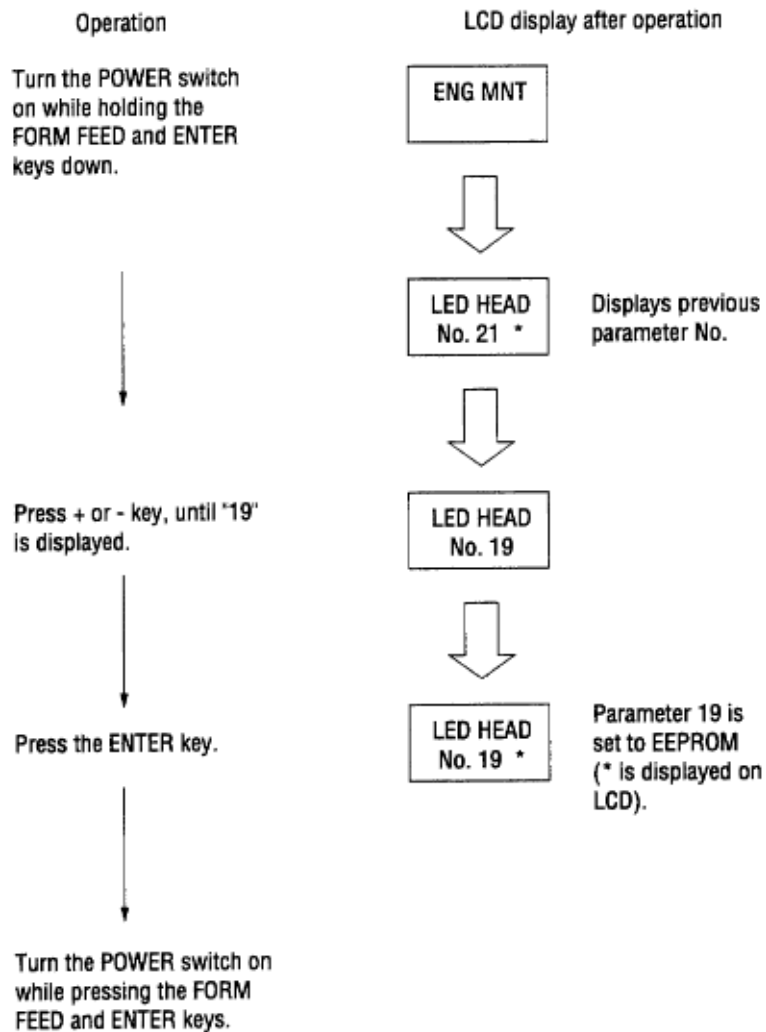 Operation
LCD display after operation
Turn the POWER switch
on while holding the
FORM FEED and ENTER
keys down.
ENG MNT
LED HEAD
No. 21 *
Displays previous
parameter No.
Press + or - key, until "19"
is displayed.
LED HEAD
No. 19
Press the ENTER key.
LED HEAD
No. 19 *
Parameter 19 is
set to EEPROM
(* is displayed on
LCD).
Turn the POWER switch on
while pressing the FORM
FEED and ENTER keys.